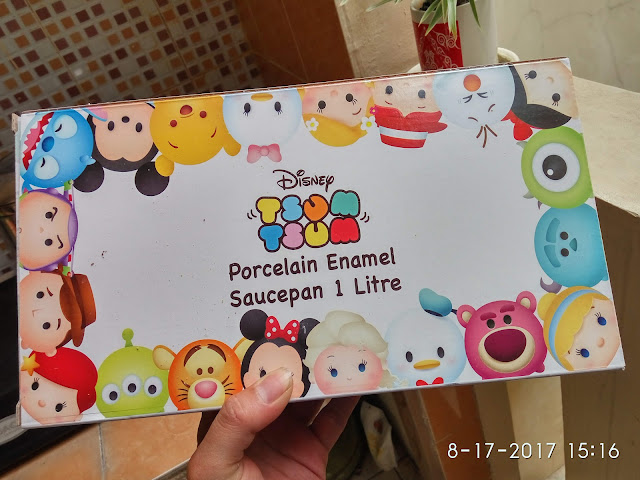 Disney
TSUM
TSUM
Porcelain Enamel
Saucepan 1 Litre
8-17-2017 15:16